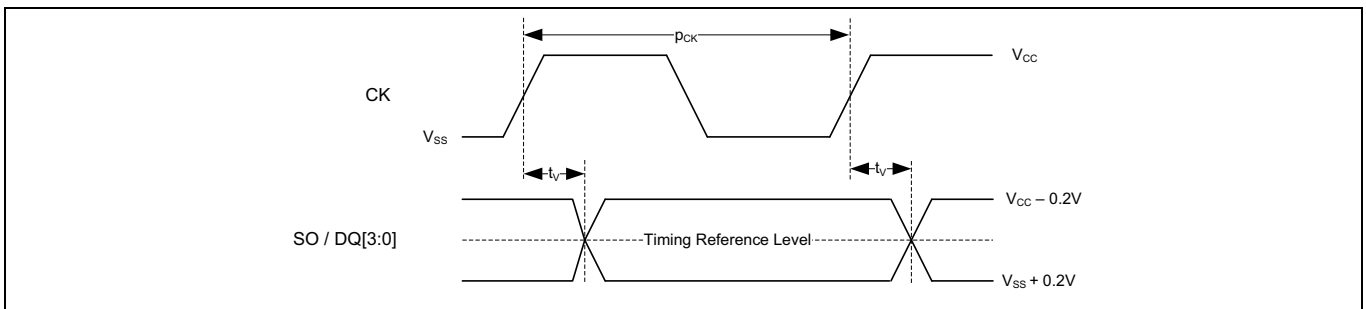 pCK
VCC
CK
VSS
tV
tV
VCC – 0.2V
SO / DQ[3:0]
Timing Reference Level
VSS + 0.2V